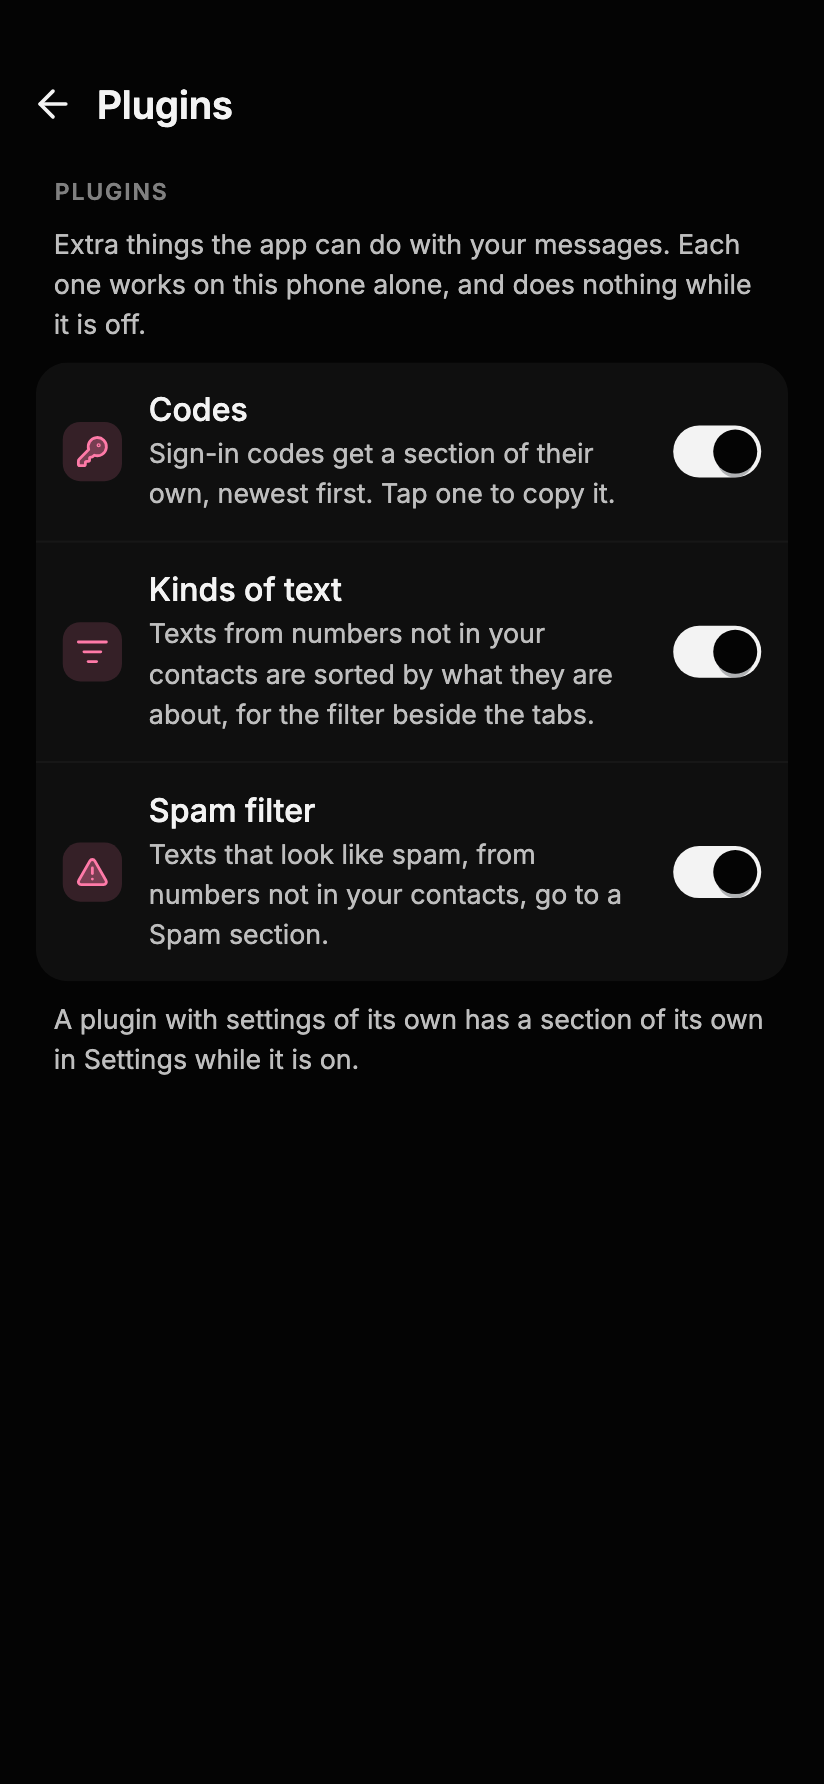 Plugins
PLUGINS
Extra things the app can do with your messages. Each
one works on this phone alone, and does nothing while
it is off.
Codes
Sign-in codes get a section of their
own, newest first. Tap one to copy it.
Kinds of text
Texts from numbers not in your
contacts are sorted by what they are
about, for the filter beside the tabs.
Spam filter
Texts that look like spam, from
numbers not in your contacts, go to a
Spam section.
A plugin with settings of its own has a section of its own
in Settings while it is on.